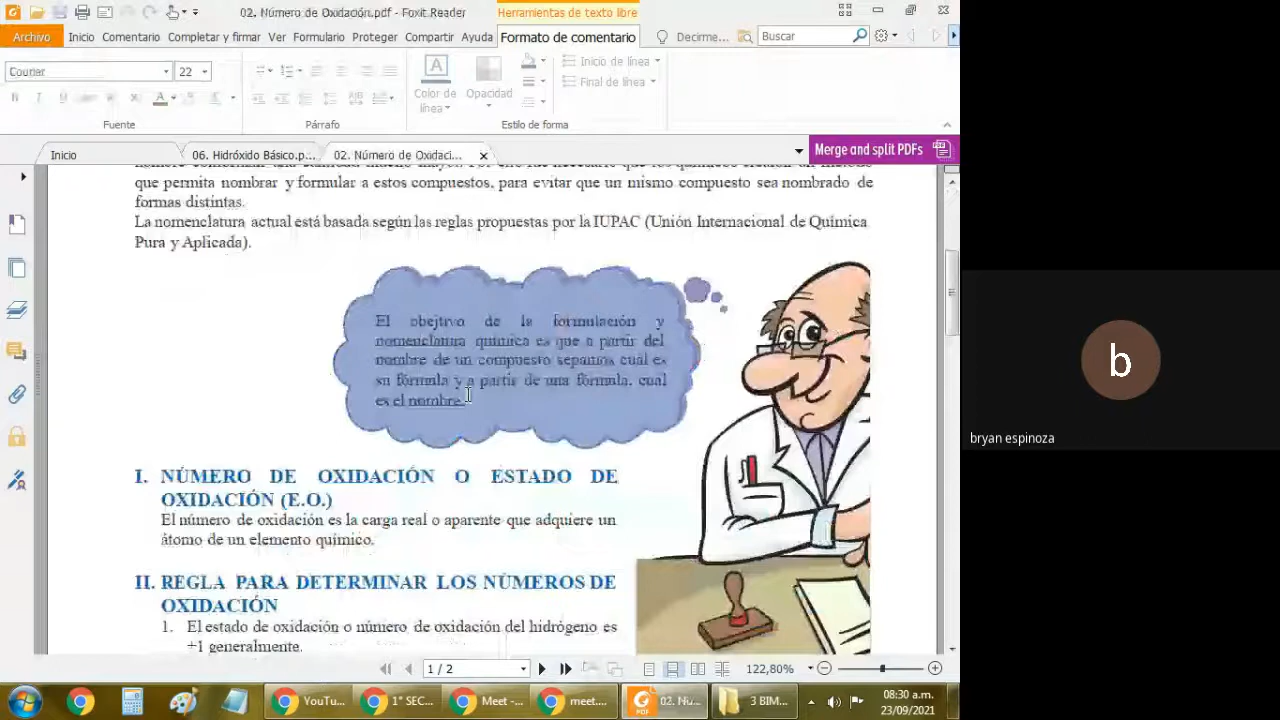 02. Número de Oxidación.pdf - Foxit Reader
Herramientas de texto libre
Archivo Inicio Comentario Completar y firmar Ver Formulario Proteger Compartir Ayuda Formato de comentario Decirme... Buscar
Courier 22
Color de línea
Opacidad
Inicio de línea
Final de línea
Fuente Párrafo Estilo de forma
Inicio 06. Hidróxido Básico.p... 02. Número de Oxidaci... Merge and split PDFs
que permita nombrar y formular a estos compuestos, para evitar que un mismo compuesto sea nombrado de
formas distintas.
La nomenclatura actual está basada según las reglas propuestas por la IUPAC (Unión Internacional de Química
Pura y Aplicada).
El obejtivo de la formulación y
nomenclatura química es que a partir del
nombre de un compuesto sepamos cual es
su fórmula y a partir de una fórmula, cual
es el nombre.
I. NÚMERO DE OXIDACIÓN O ESTADO DE
OXIDACIÓN (E.O.)
El número de oxidación es la carga real o aparente que adquiere un
átomo de un elemento químico.
II. REGLA PARA DETERMINAR LOS NÚMEROS DE
OXIDACIÓN
1. El estado de oxidación o número de oxidación del hidrógeno es
+1 generalmente.
1 / 2 122,80%
YouTu... 1° SEC... Meet -... meet.... 02. Nú... 3 BIM...
08:30 a.m.
23/09/2021
b
bryan espinoza